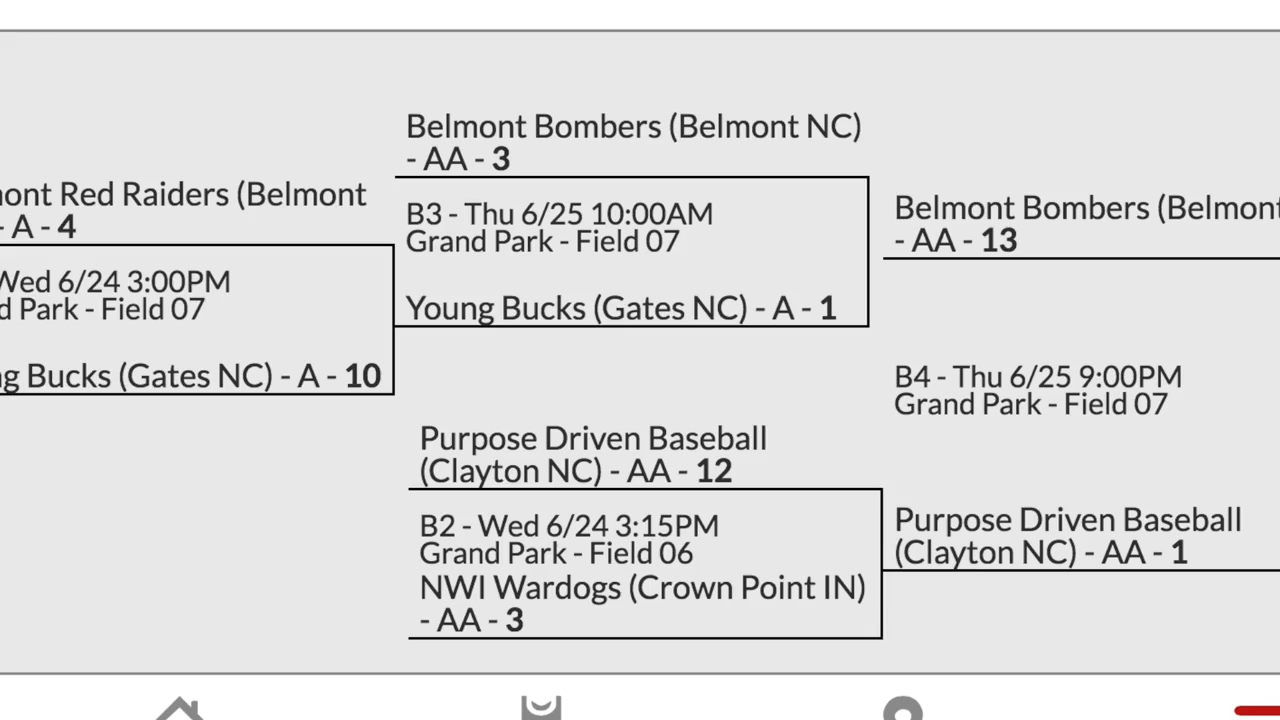 Belmont Bombers (Belmont NC)
- AA - 3
ont Red Raiders (Belmont
- A - 4
B3 - Thu 6/25 10:00AM
Grand Park - Field 07
Belmont Bombers (Belmont
- AA - 13
Wed 6/24 3:00PM
d Park - Field 07
Young Bucks (Gates NC) - A - 1
g Bucks (Gates NC) - A - 10
B4 - Thu 6/25 9:00PM
Grand Park - Field 07
Purpose Driven Baseball
(Clayton NC) - AA - 12
B2 - Wed 6/24 3:15PM
Grand Park - Field 06
NWI Wardogs (Crown Point IN)
- AA - 3
Purpose Driven Baseball
(Clayton NC) - AA - 1